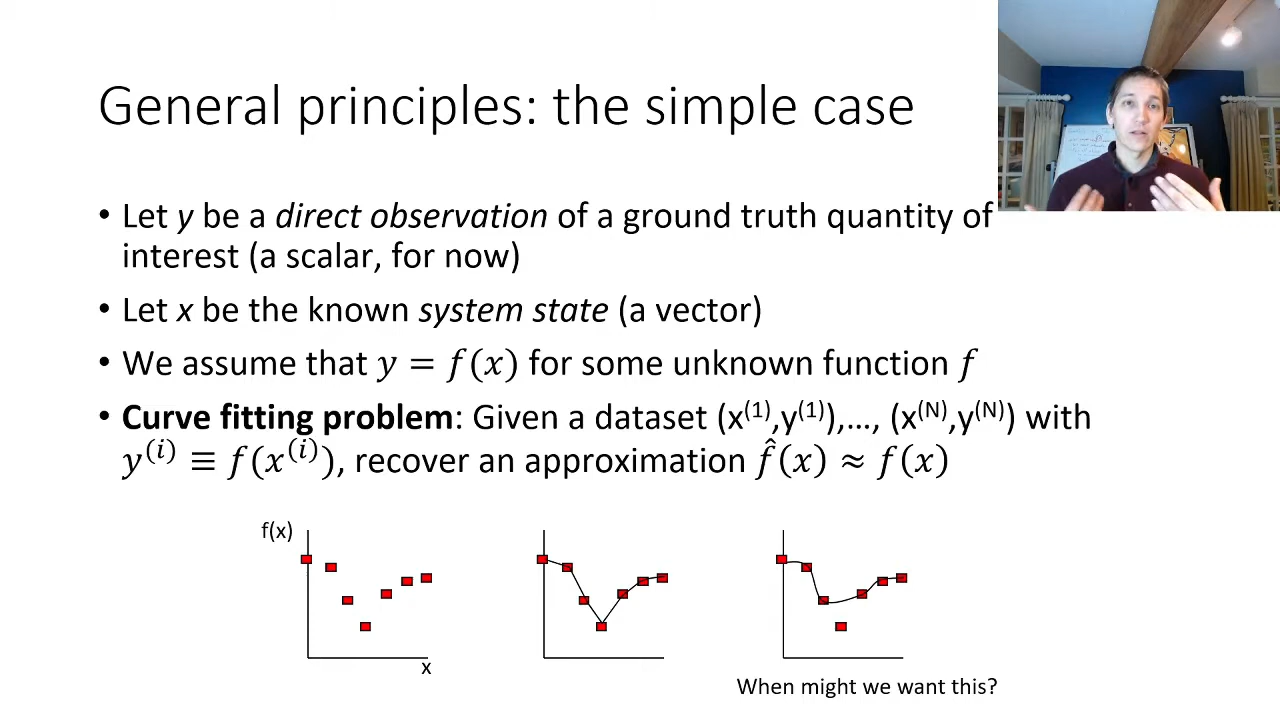 General principles: the simple case
• Let y be a direct observation of a ground truth quantity of
interest (a scalar, for now)
• Let x be the known system state (a vector)
• We assume that 𝑦 = 𝑓(𝑥) for some unknown function 𝑓
• Curve fitting problem: Given a dataset (x⁽¹⁾,y⁽¹⁾),…, (x⁽ᴺ⁾,y⁽ᴺ⁾) with
𝑦⁽ⁱ⁾ ≡ 𝑓(𝑥⁽ⁱ⁾), recover an approximation 𝑓̂(𝑥) ≈ 𝑓(𝑥)
f(x)
x
When might we want this?